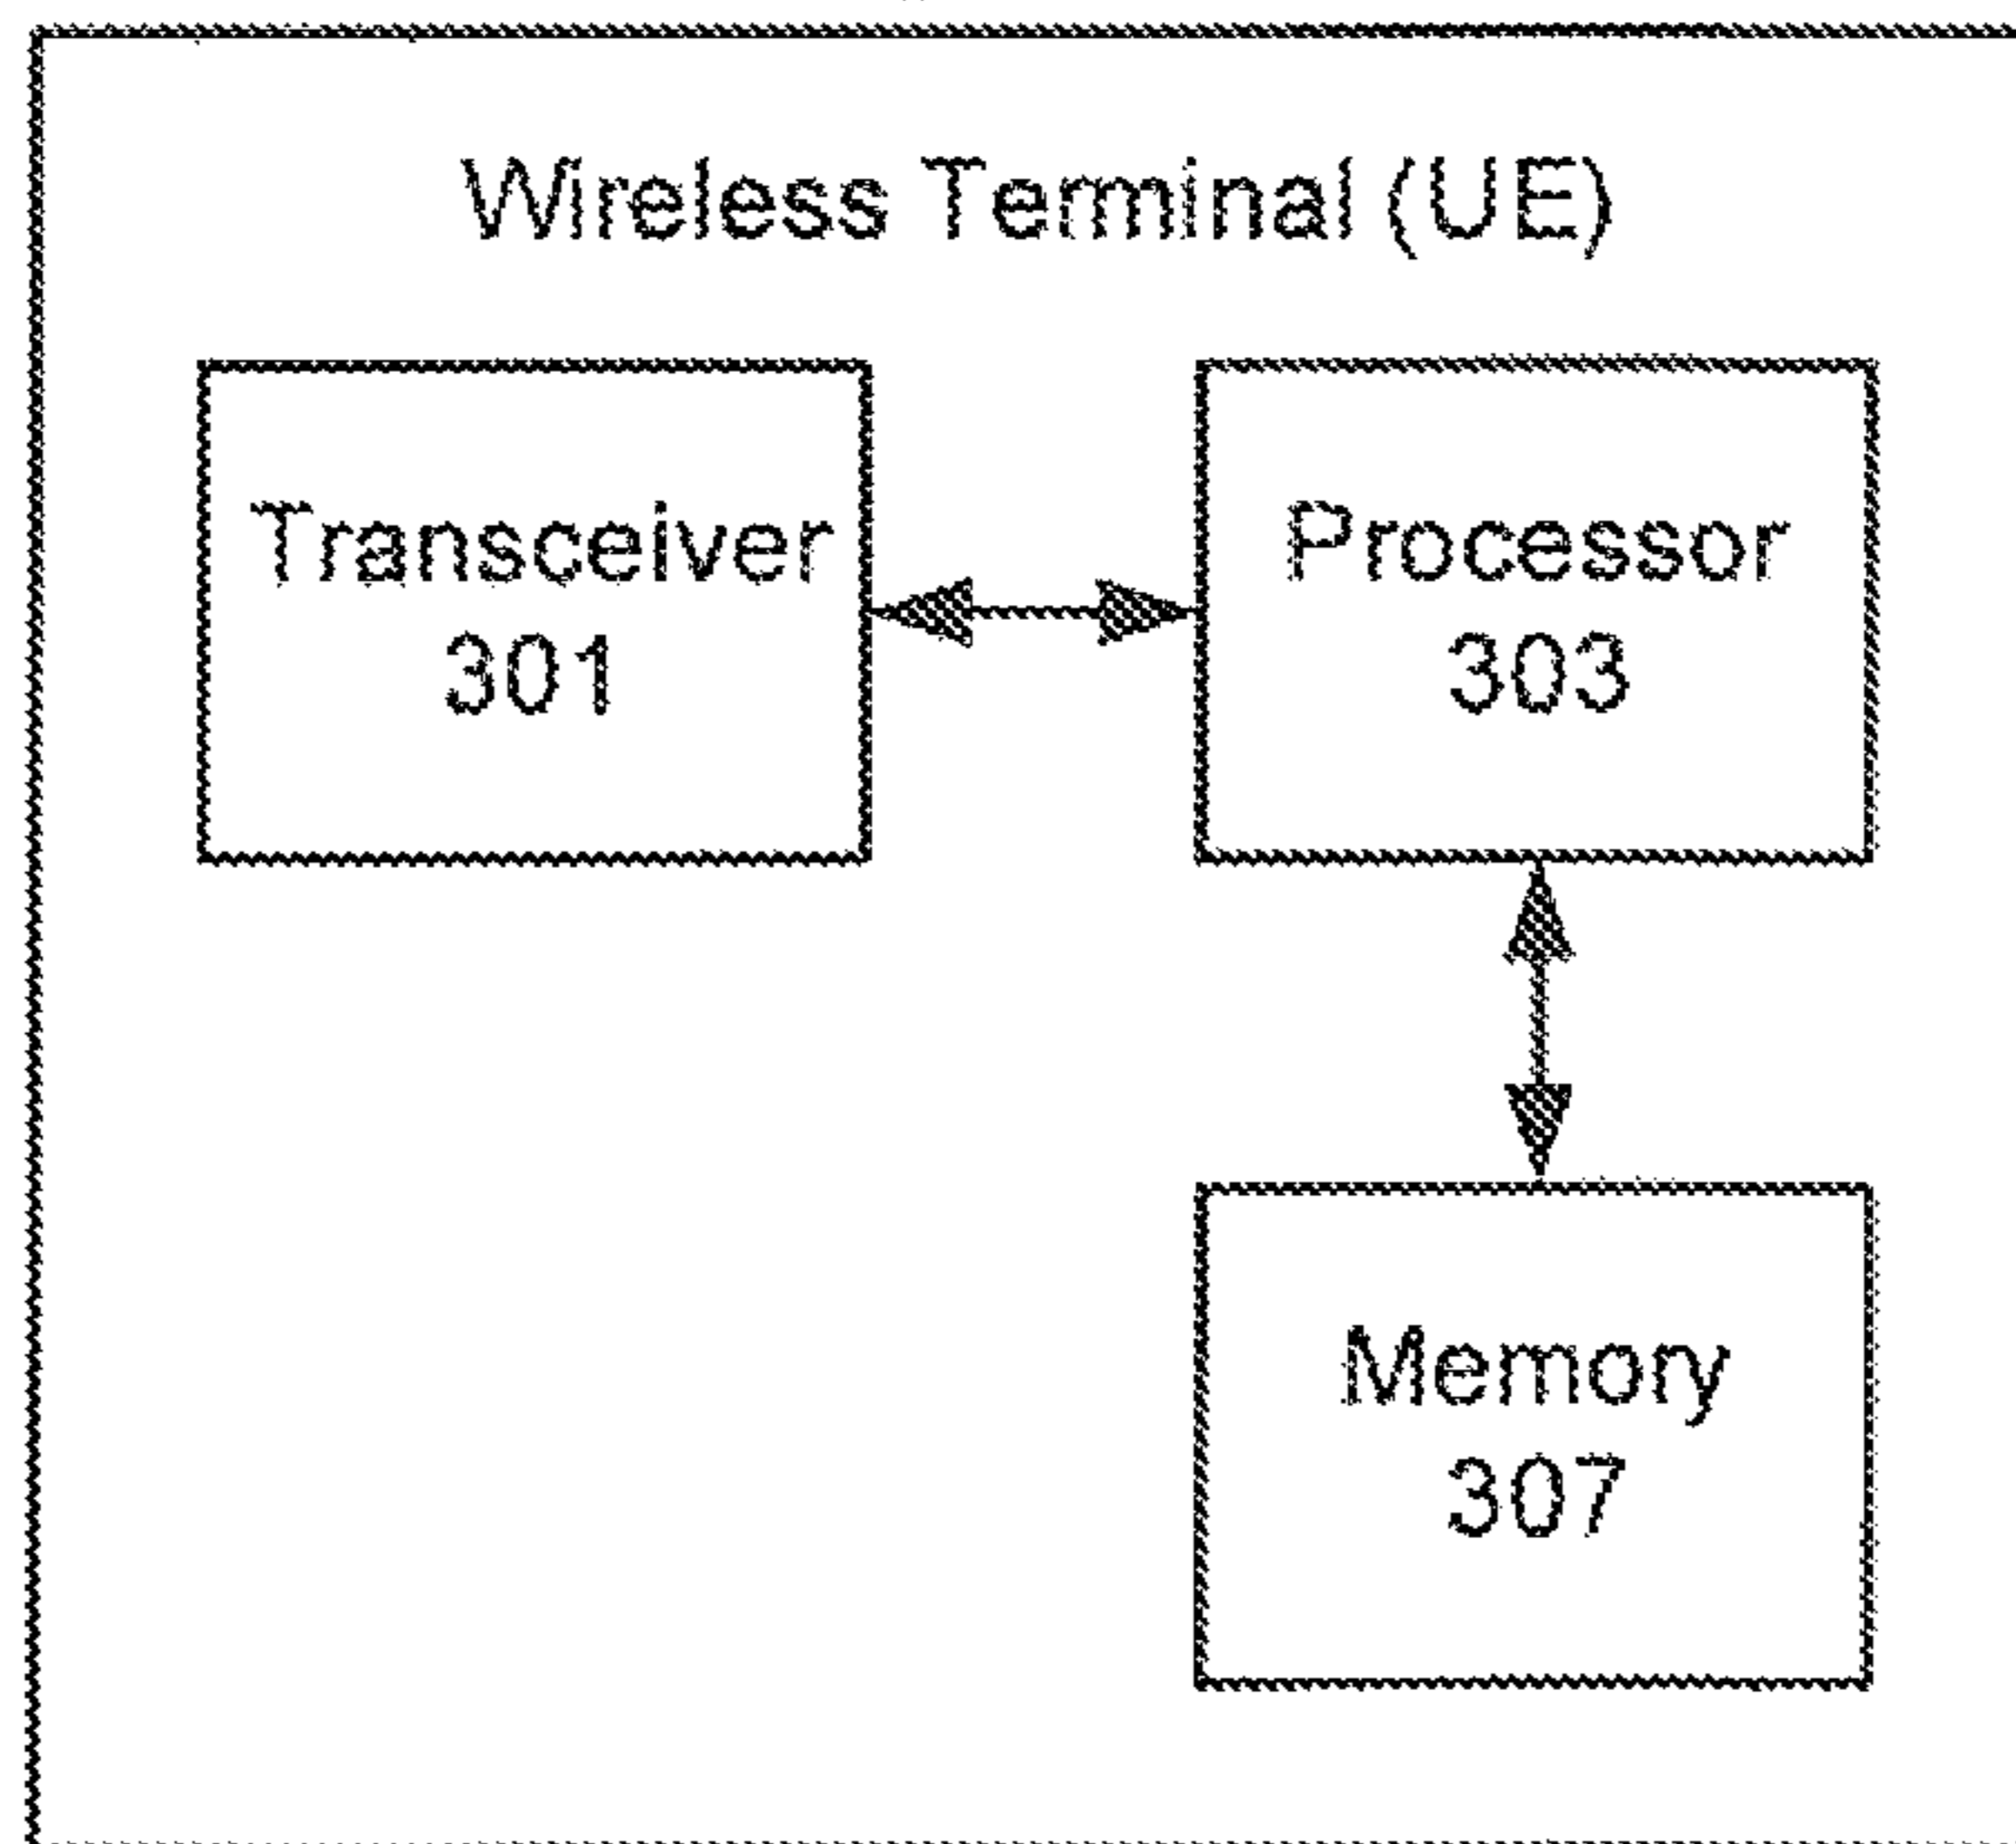 Wireless Terminal (UE)
Transceiver
301
Processor
303
Memory
307